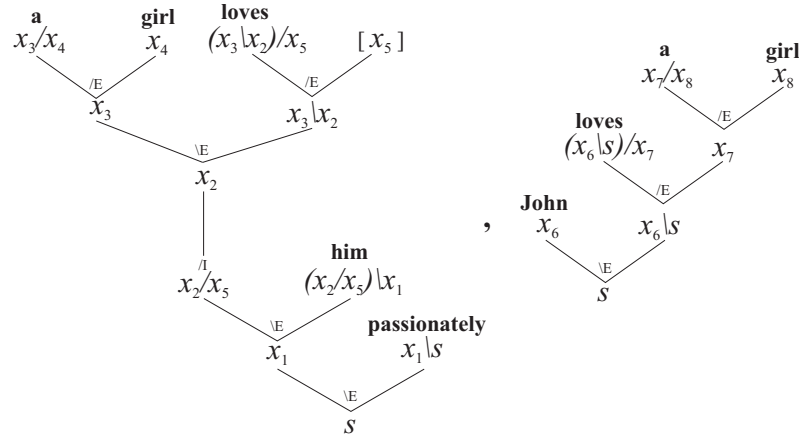 a girl loves
x₃/x₄ x₄ (x₃\x₂)/x₅ [ x₅ ]
/E /E
x₃ x₃\x₂
\E
x₂
/I him
x₂/x₅ (x₂/x₅)\x₁
\E passionately
x₁ x₁\s
\E
s
,
a girl
x₇/x₈ x₈
loves /E
(x₆\s)/x₇ x₇
John /E
x₆ x₆\s
\E
s